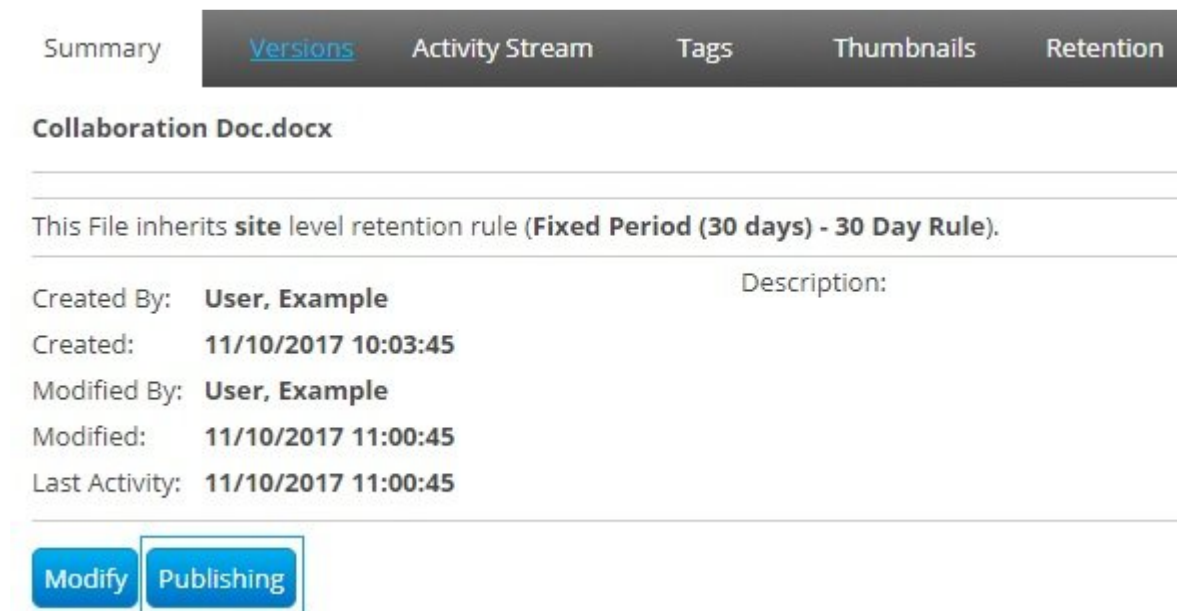 Summary Versions Activity Stream Tags Thumbnails Retention
Collaboration Doc.docx
This File inherits site level retention rule (Fixed Period (30 days) - 30 Day Rule).
Description:
Created By: User, Example
Created: 11/10/2017 10:03:45
Modified By: User, Example
Modified: 11/10/2017 11:00:45
Last Activity: 11/10/2017 11:00:45
Modify Publishing